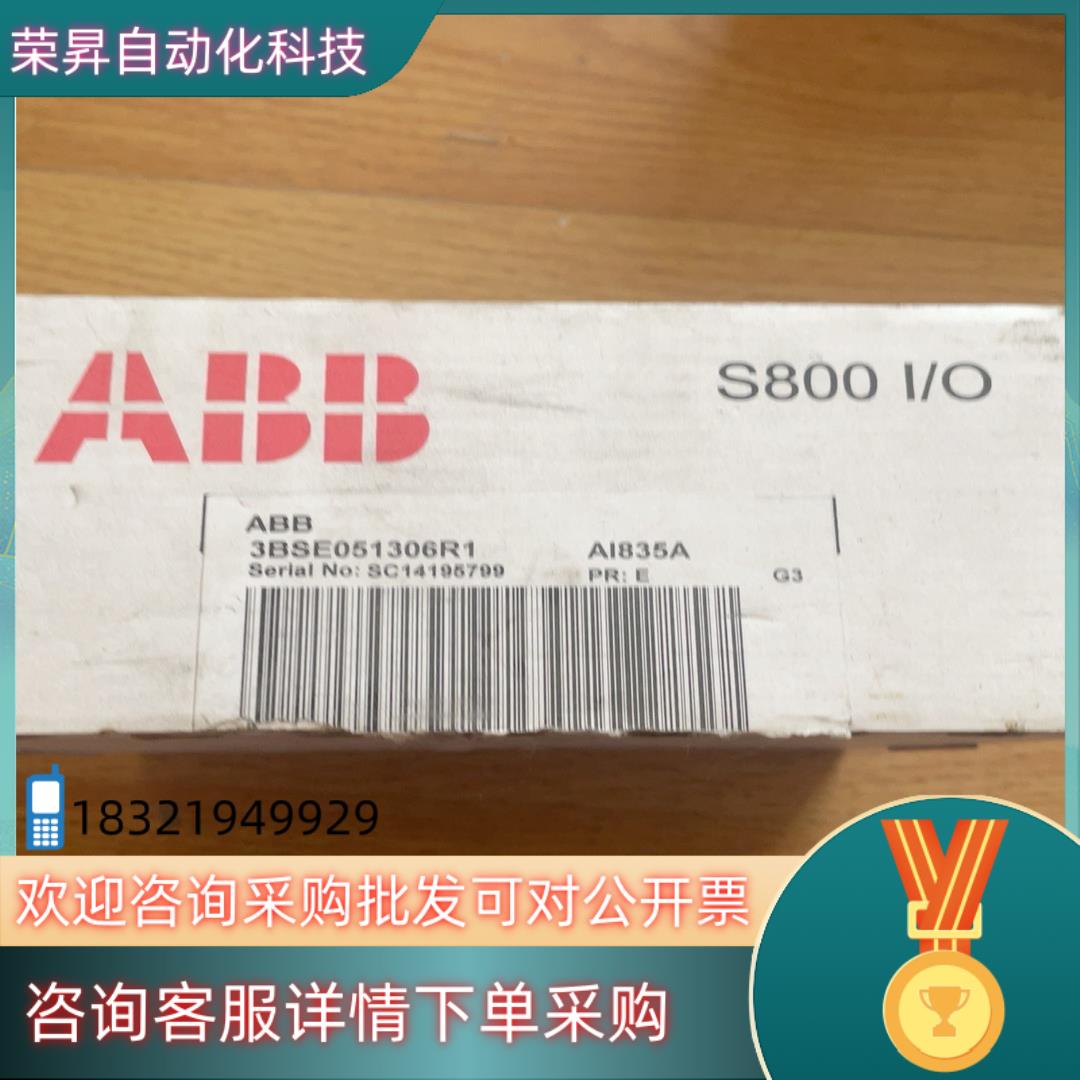 荣昇自动化科技
ABB
S800 I/O
ABB
3BSE051306R1 AI835A
Serial No: SC14195799 PR: E G3
18321949929
欢迎咨询采购批发可对公开票
咨询客服详情下单采购